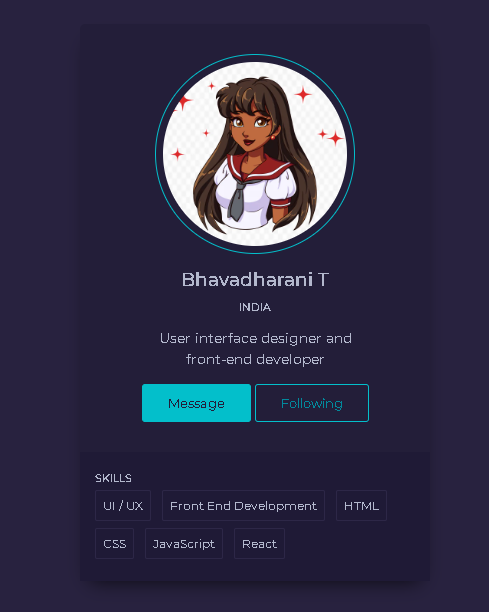 Bhavadharani T
INDIA
User interface designer and
front-end developer
Message Following
SKILLS
UI / UX Front End Development HTML
CSS JavaScript React